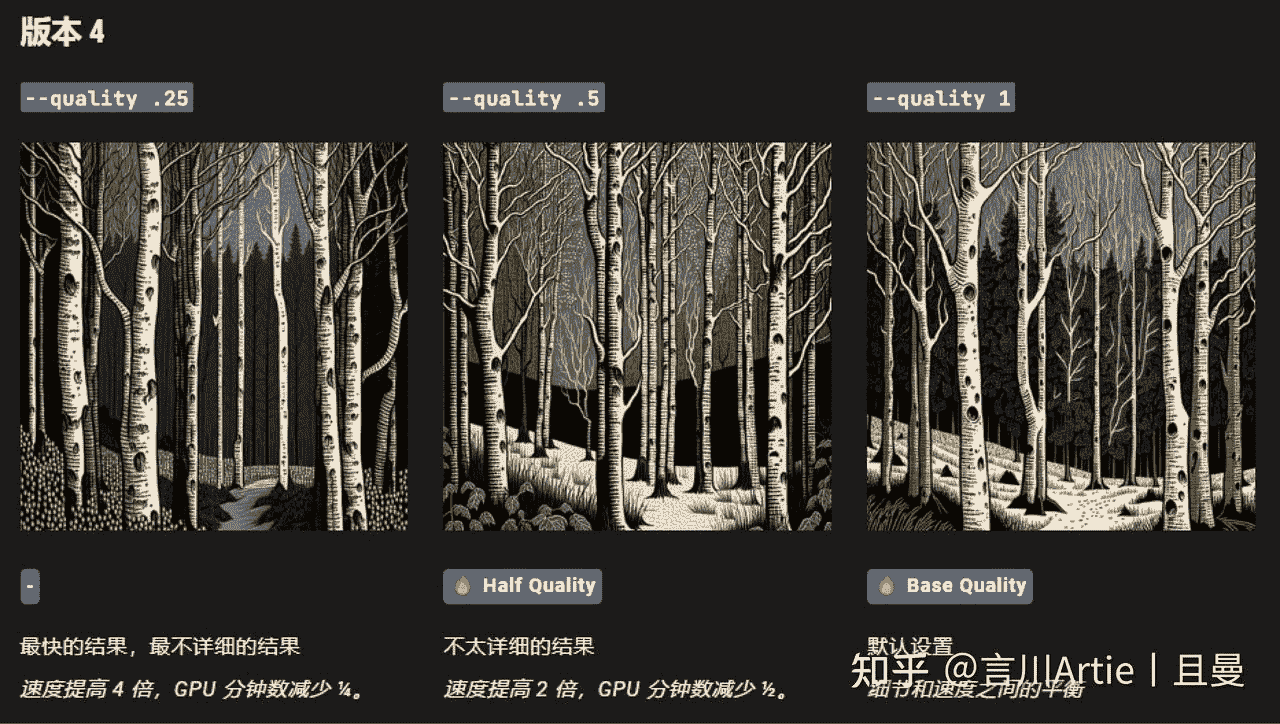 版本 4
--quality .25
--quality .5
--quality 1
-
Half Quality
Base Quality
最快的结果，最不详细的结果
速度提高 4 倍，GPU 分钟数减少 ¼。
不太详细的结果
速度提高 2 倍，GPU 分钟数减少 ½。
默认设置
细节和速度之间的平衡
知乎 @言川Artie丨且曼